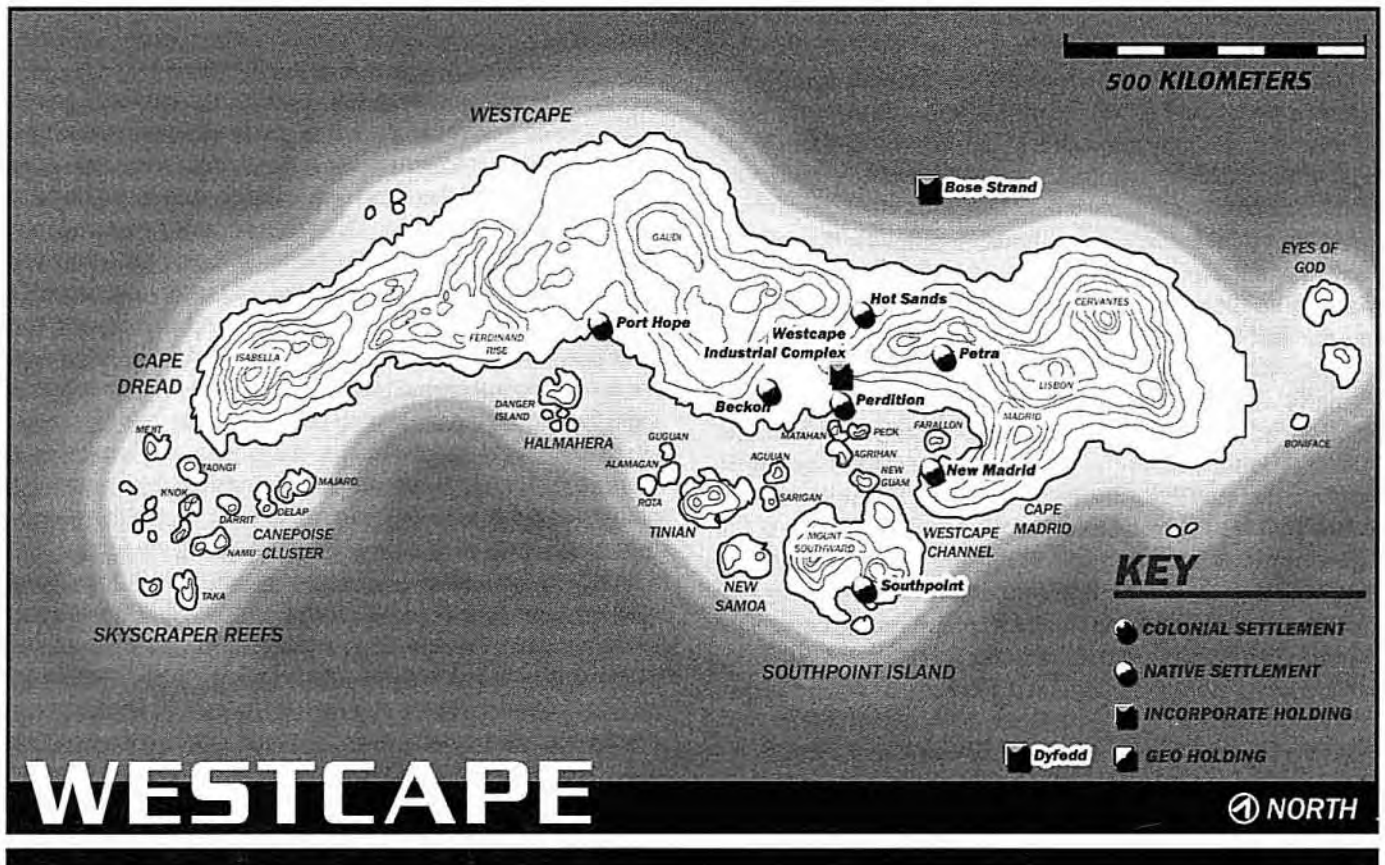 500 KILOMETERS
WESTCAPE
Bose Strand
EYES OF
GOD
GAUDI
CERVANTES
Hot Sands
Port Hope
Westcape
Industrial Complex
FERDINAND
RISE
ISABELLA
CAPE
DREAD
Petra
LISBON
Beckon
Perdition
DANGER
ISLAND
HALMAHERA
MADRID
FARALLON
MATAHAN
PECK
BONIFACE
MEJIT
TAONGI
GUGUAN
ALAMAGAN
AGUIJAN
AGRIHAN
NEW
GUAM
New Madrid
MAJARO
KNOX
ROTA
SARIGAN
DARRIT
DELAP
CANEPOISE
CLUSTER
TINIAN
CAPE
MADRID
MOUNT
SOUTHWARD
WESTCAPE
CHANNEL
NAMU
NEW
SAMOA
Southpoint
TAKA
SKYSCRAPER REEFS
SOUTHPOINT ISLAND
KEY
COLONIAL SETTLEMENT
NATIVE SETTLEMENT
INCORPORATE HOLDING
GEO HOLDING
Dyfedd
WESTCAPE
NORTH